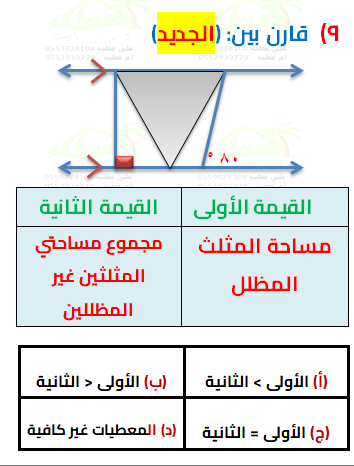 ٩) قارن بين: (الجديد)
٨٠°
القيمة الأولى
القيمة الثانية
مساحة المثلث
المظلل
مجموع مساحتي
المثلثين غير
المظللين
(أ) الأولى > الثانية
(ب) الأولى < الثانية
(ج) الأولى = الثانية
(د) المعطيات غير كافية